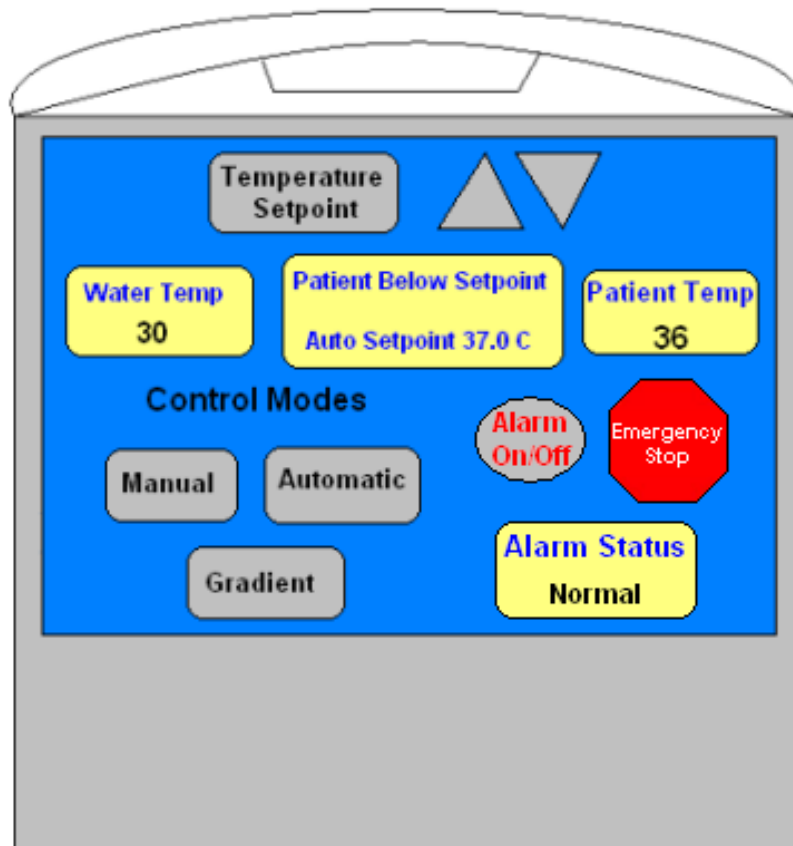 Temperature
Setpoint
Water Temp
30
Patient Below Setpoint
Auto Setpoint 37.0 C
Patient Temp
36
Control Modes
Alarm
On/Off
Emergency
Stop
Manual
Automatic
Gradient
Alarm Status
Normal